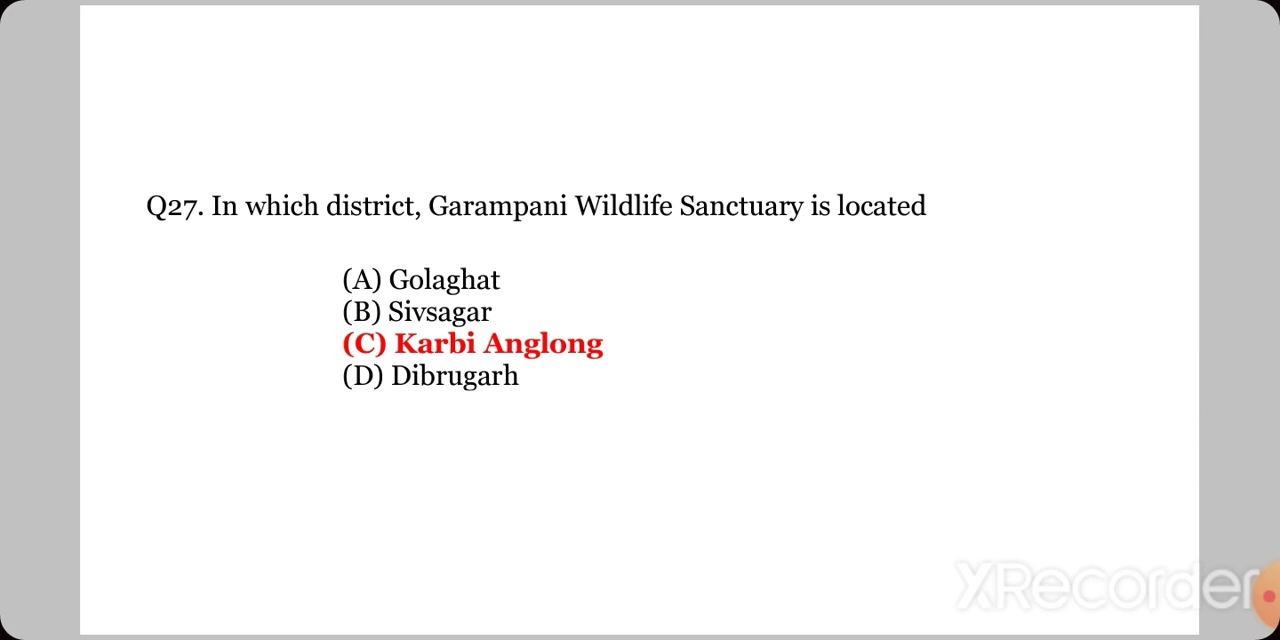 Q27. In which district, Garampani Wildlife Sanctuary is located
(A) Golaghat
(B) Sivsagar
(C) Karbi Anglong
(D) Dibrugarh
XRecorder